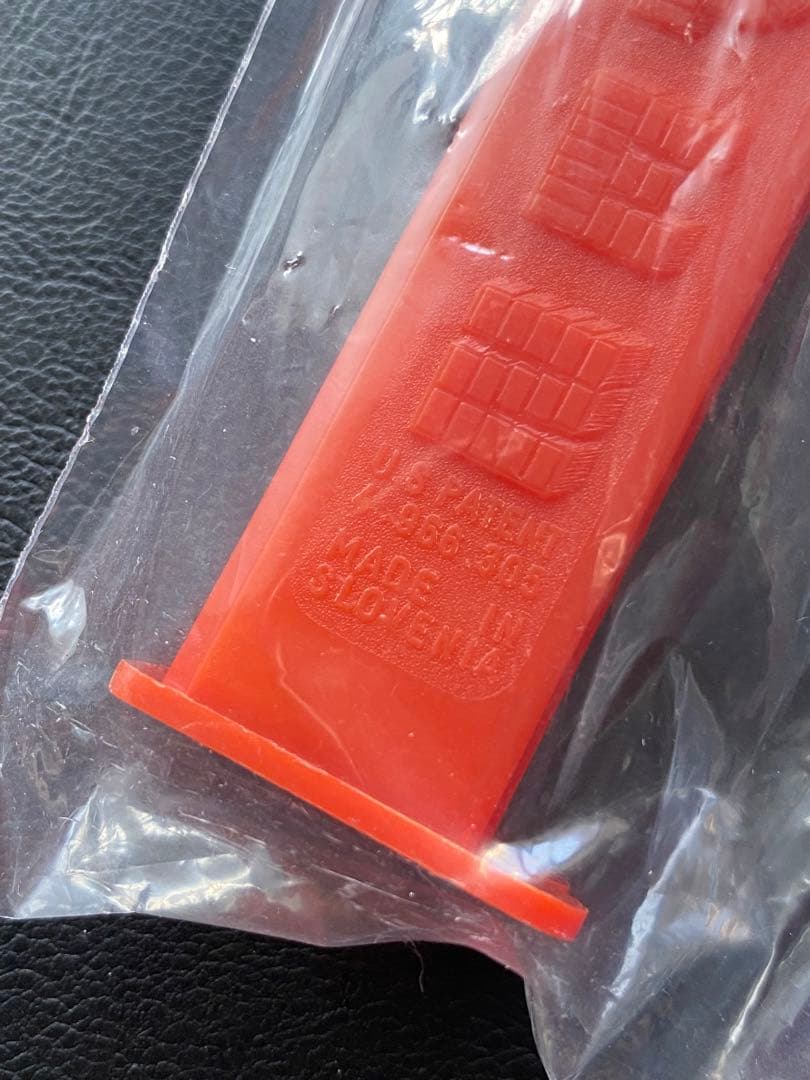 U.S PATENT
4.966.305
MADE IN
SLOVENIA